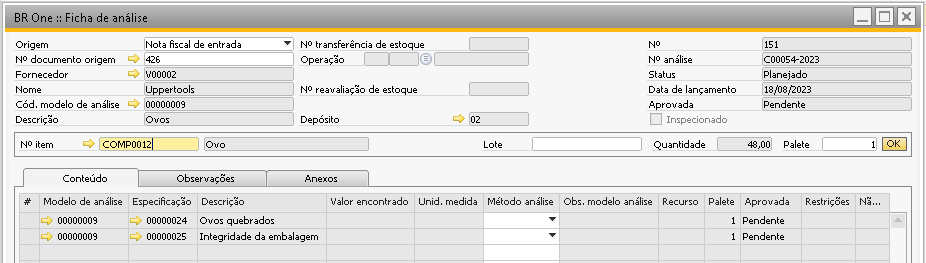 BR One :: Ficha de análise
Origem Nota fiscal de entrada Nº transferência de estoque Nº 151
Nº documento origem 426 Operação Nº análise C00054-2023
Fornecedor V00002 Status Planejado
Nome Uppertools Nº reavaliação de estoque Data de lançamento 18/08/2023
Cód. modelo de análise 00000009 Aprovada Pendente
Descrição Ovos Depósito 02 Inspecionado
Nº item COMP0012 Ovo Lote Quantidade 48,00 Palete 1 OK
Conteúdo Observações Anexos
# Modelo de análise Especificação Descrição Valor encontrado Unid. medida Método análise Obs. modelo análise Recurso Palete Aprovada Restrições Nã...
00000009 00000024 Ovos quebrados 1 Pendente
00000009 00000025 Integridade da embalagem 1 Pendente